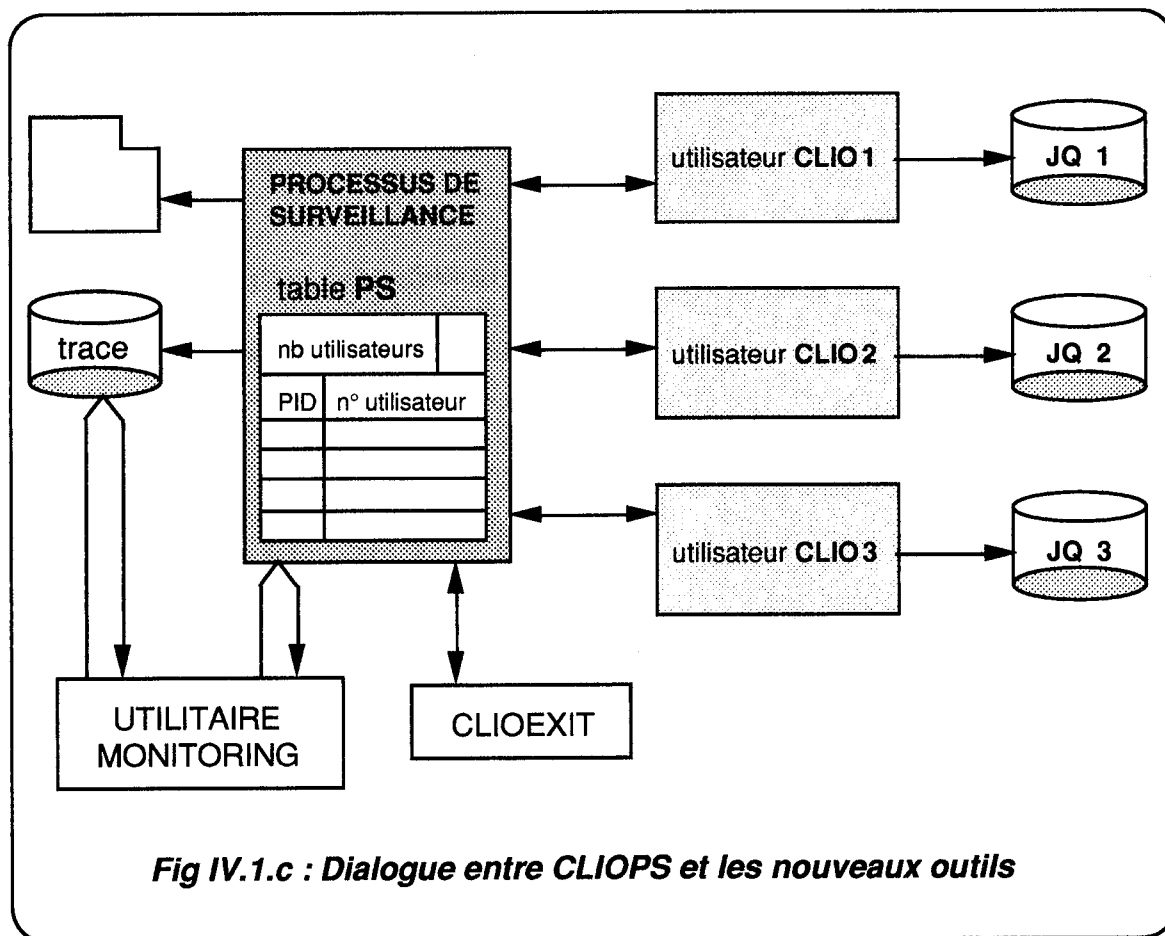 PROCESSUS DE
SURVEILLANCE
table PS
nb utilisateurs
PID n° utilisateur
trace
utilisateur CLIO1
JQ 1
utilisateur CLIO2
JQ 2
utilisateur CLIO3
JQ 3
UTILITAIRE
MONITORING
CLIOEXIT
Fig IV.1.c : Dialogue entre CLIOPS et les nouveaux outils